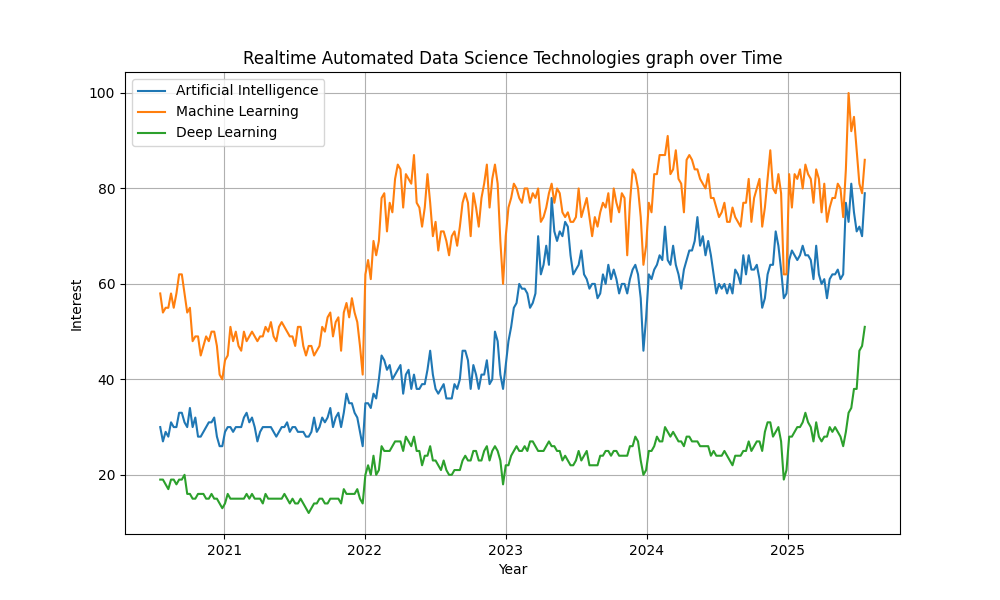 Realtime Automated Data Science Technologies graph over Time
Artificial Intelligence
Machine Learning
Deep Learning
100
80
60
40
20
Interest
2021 2022 2023 2024 2025
Year